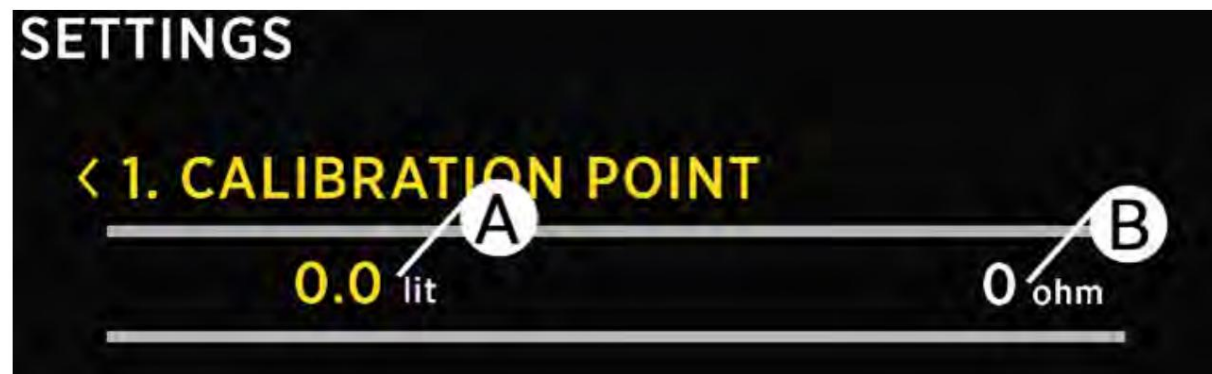 SETTINGS
< 1. CALIBRATION POINT
A
B
0.0 lit
0 ohm